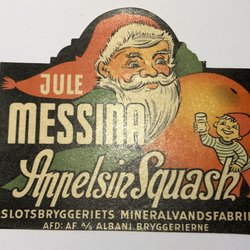 JULE
MESSINA
Appelsin Squash
SLOTSBRYGGERIETS MINERALVANDSFABRIK
AFD: AF A/S ALBANI BRYGGERIERNE